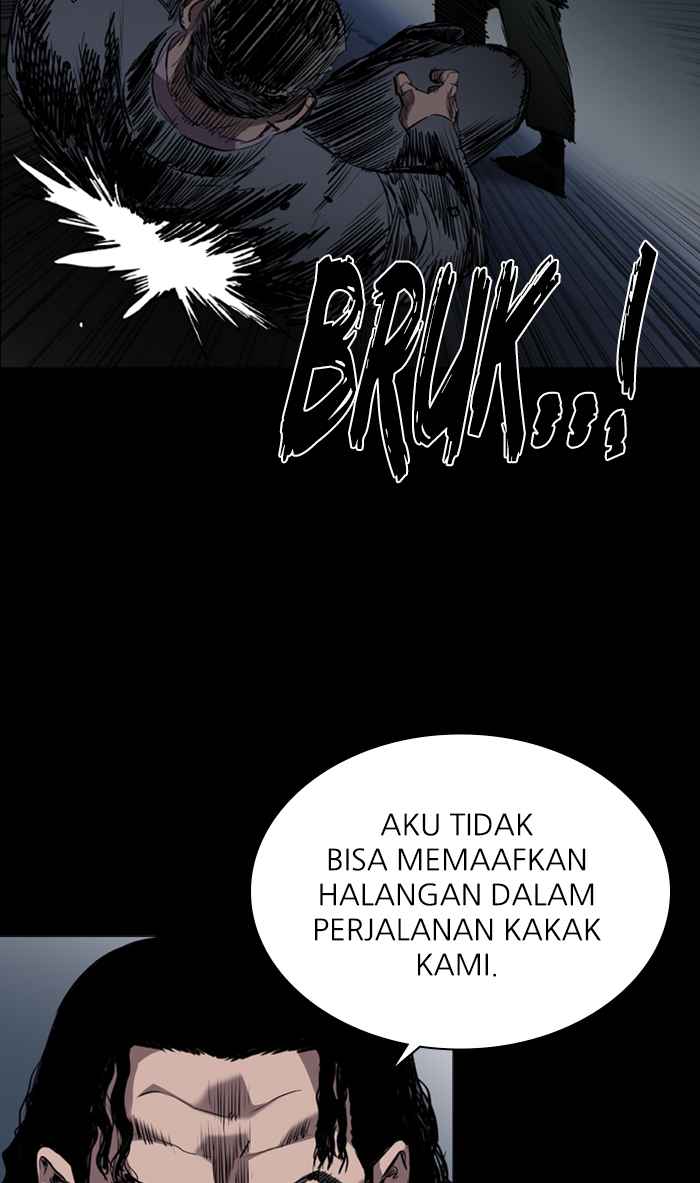 BRUK...!
AKU TIDAK
BISA MEMAAFKAN
HALANGAN DALAM
PERJALANAN KAKAK
KAMI.